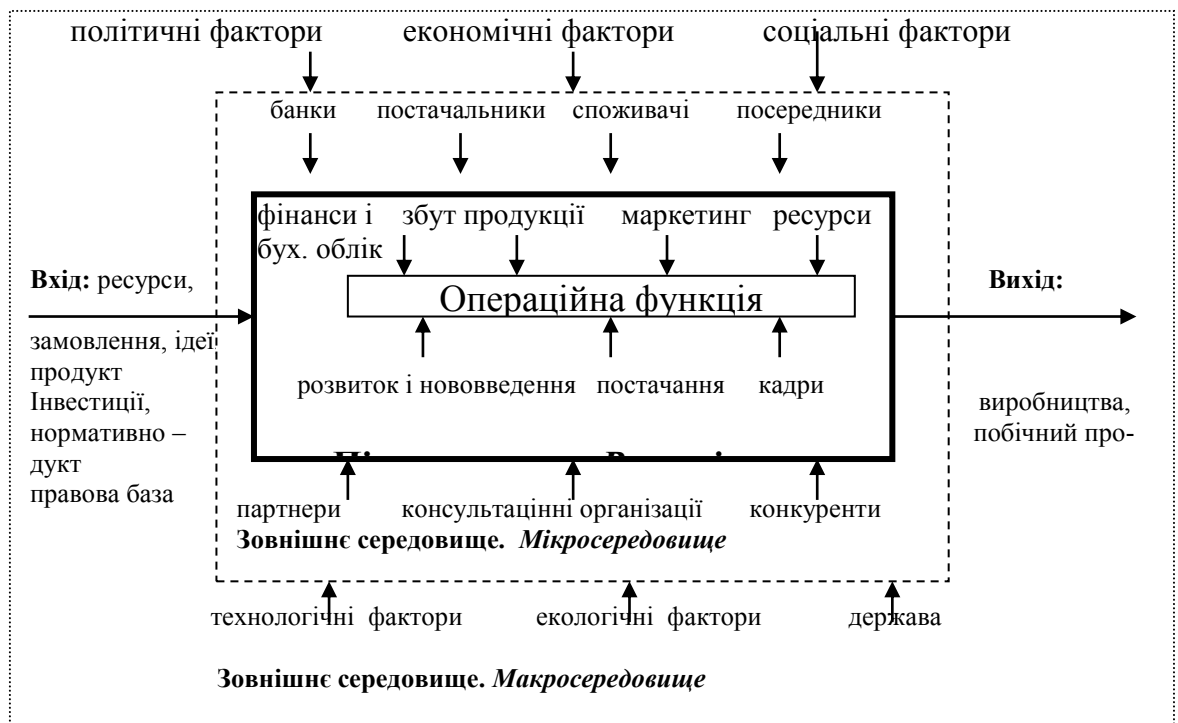 політичні фактори економічні фактори соціальні фактори
банки постачальники споживачі посередники
фінанси і збут продукції маркетинг ресурси
бух. облік
Вхід: ресурси,
Операційна функція
Вихід:
замовлення, ідеї
продукт
Інвестиції,
нормативно –
дукт
правова база
розвиток і нововведення постачання кадри
виробництва,
побічний про-
партнери консультацінні організації конкуренти
Зовнішнє середовище. Мікросередовище
технологічні фактори екологічні фактори держава
Зовнішнє середовище. Макросередовище